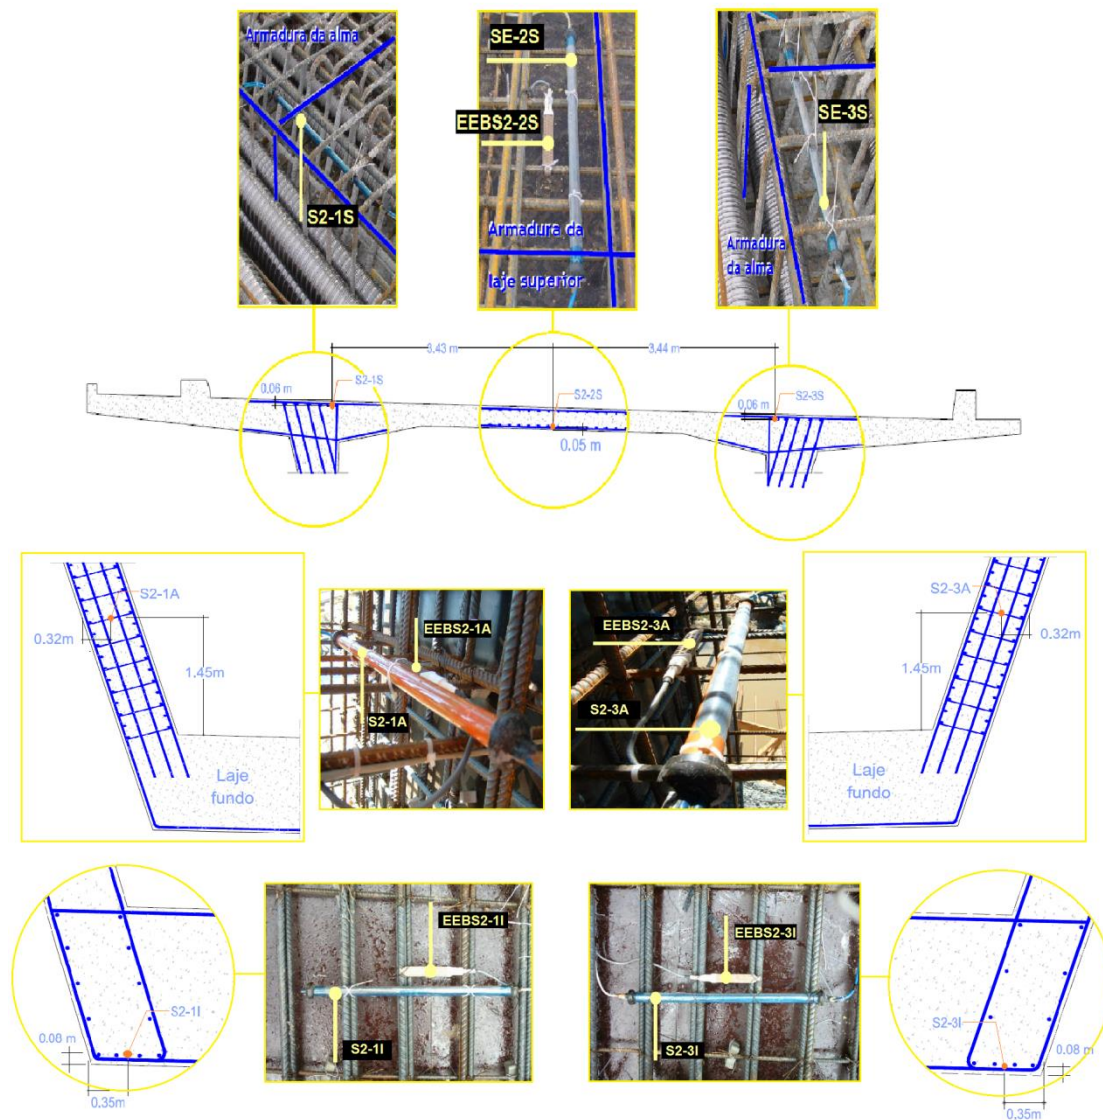 Armadura da alma
S2-1S
SE-2S
EEBS2-2S
Armadura da
laje superior
SE-3S
Armadura
da alma
3.43 m
3.44 m
0.06 m
S2-1S
S2-2S
0.05 m
0.06 m
S2-3S
S2-1A
0.32m
1.45m
Laje
fundo
EEBS2-1A
S2-1A
EEBS2-3A
S2-3A
S2-3A
0.32m
1.45m
Laje
fundo
S2-1I
0.08 m
0.35m
EEBS2-1I
S2-1I
EEBS2-3I
S2-3I
S2-3I
0.08 m
0.35m